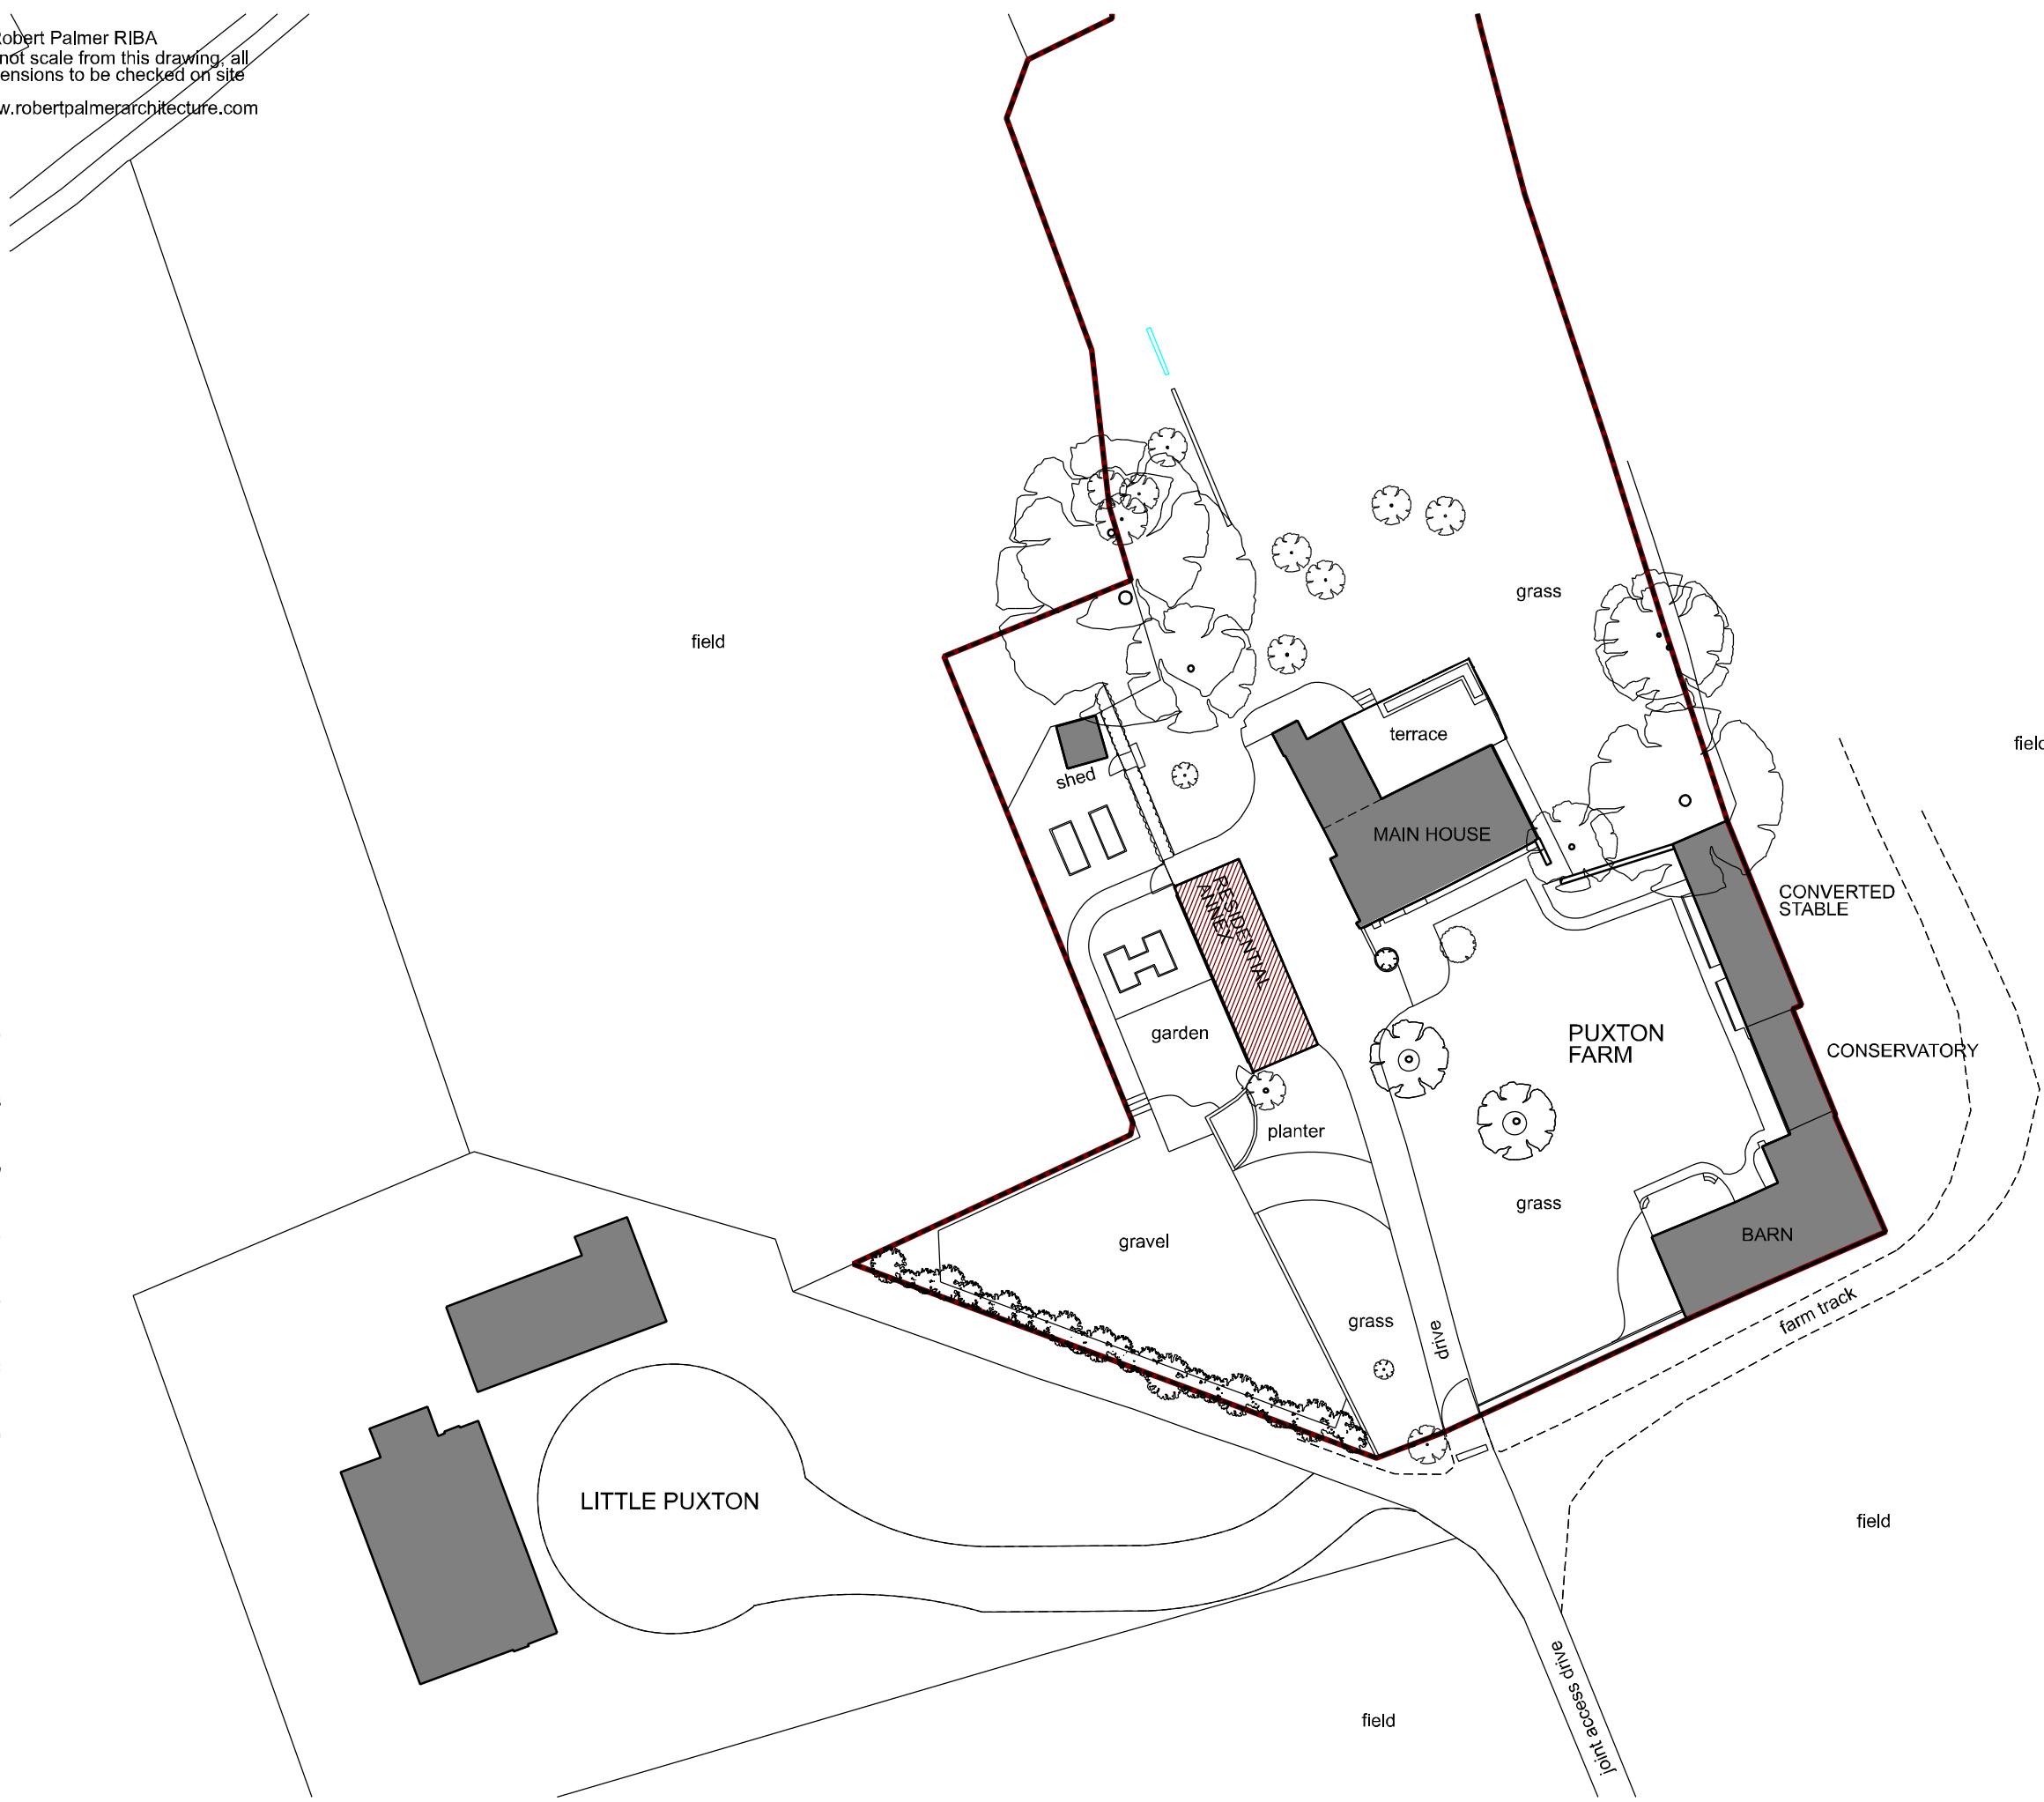 Robert Palmer RIBA
not scale from this drawing, all
ensions to be checked on site
w.robertpalmerarchitecture.com
field
grass
terrace
field
shed
MAIN HOUSE
CONVERTED
STABLE
RESIDENTIAL
ANNEX
garden
PUXTON
FARM
CONSERVATORY
planter
grass
gravel
BARN
grass
drive
farm track
LITTLE PUXTON
field
joint access drive
field